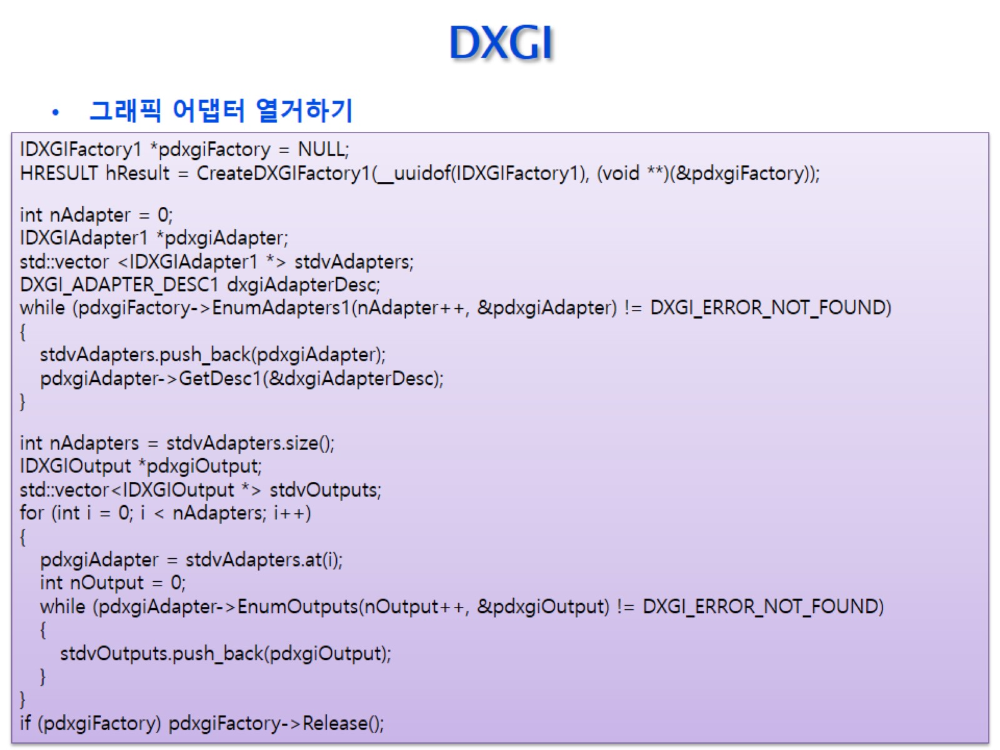 DXGI
• 그래픽 어댑터 열거하기
IDXGIFactory1 *pdxgiFactory = NULL;
HRESULT hResult = CreateDXGIFactory1(__uuidof(IDXGIFactory1), (void **)(&pdxgiFactory));
int nAdapter = 0;
IDXGIAdapter1 *pdxgiAdapter;
std::vector <IDXGIAdapter1 *> stdvAdapters;
DXGI_ADAPTER_DESC1 dxgiAdapterDesc;
while (pdxgiFactory->EnumAdapters1(nAdapter++, &pdxgiAdapter) != DXGI_ERROR_NOT_FOUND)
{
stdvAdapters.push_back(pdxgiAdapter);
pdxgiAdapter->GetDesc1(&dxgiAdapterDesc);
}
int nAdapters = stdvAdapters.size();
IDXGIOutput *pdxgiOutput;
std::vector<IDXGIOutput *> stdvOutputs;
for (int i = 0; i < nAdapters; i++)
{
pdxgiAdapter = stdvAdapters.at(i);
int nOutput = 0;
while (pdxgiAdapter->EnumOutputs(nOutput++, &pdxgiOutput) != DXGI_ERROR_NOT_FOUND)
{
stdvOutputs.push_back(pdxgiOutput);
}
}
if (pdxgiFactory) pdxgiFactory->Release();